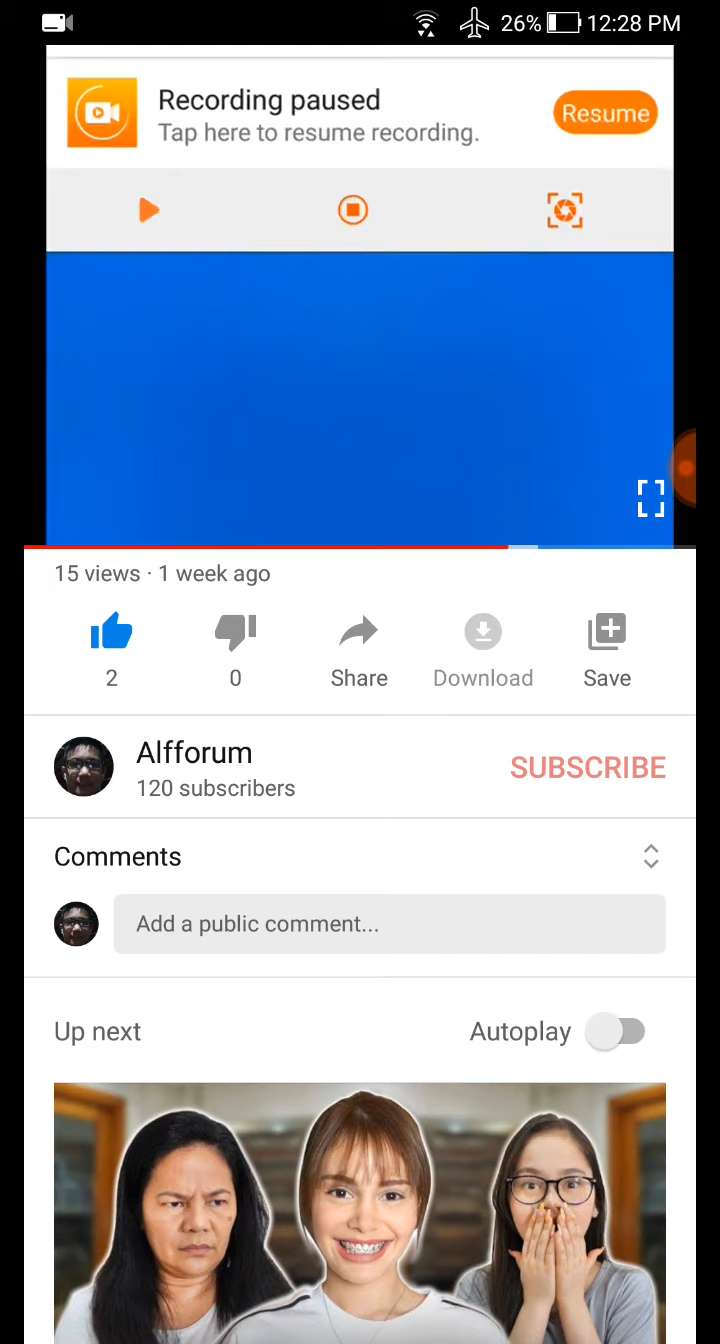 26% 12:28 PM
Recording paused
Tap here to resume recording.
Resume
15 views · 1 week ago
2
0
Share
Download
Save
Alfforum
120 subscribers
SUBSCRIBE
Comments
Add a public comment...
Up next
Autoplay